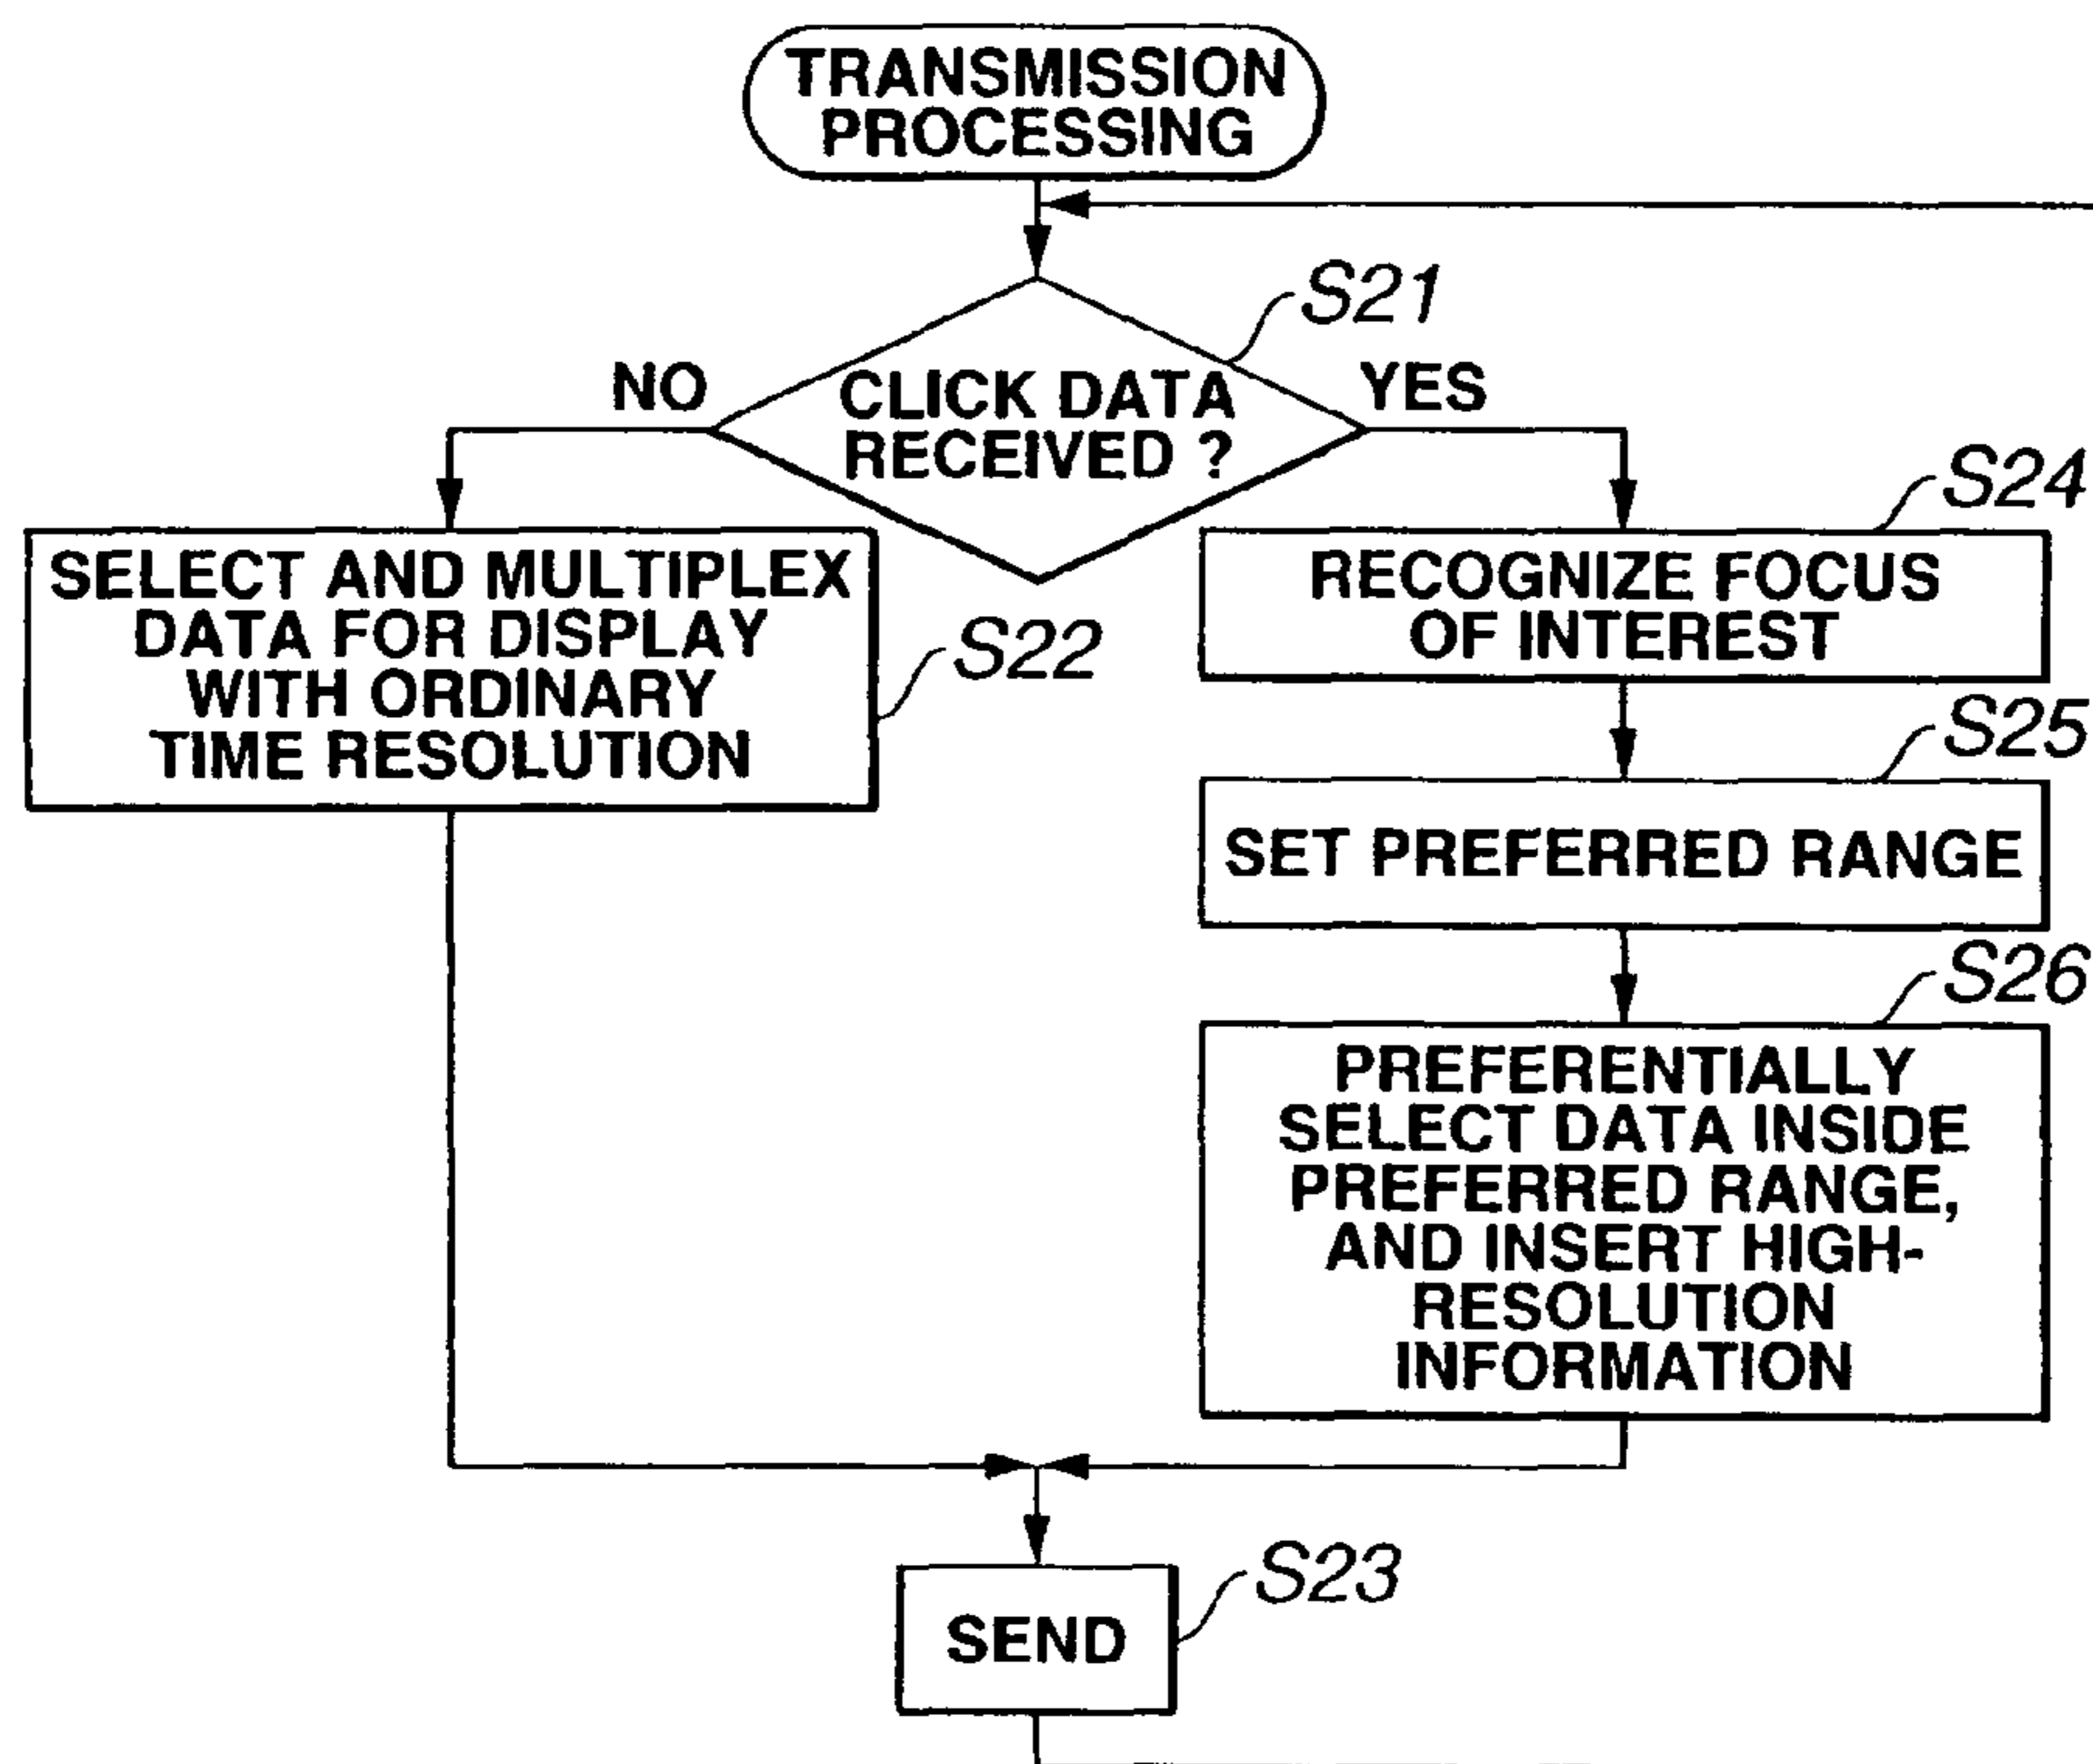 TRANSMISSION
PROCESSING
S21
NO
CLICK DATA
RECEIVED ?
YES
SELECT AND MULTIPLEX
DATA FOR DISPLAY
WITH ORDINARY
TIME RESOLUTION
S22
S24
RECOGNIZE FOCUS
OF INTEREST
S25
SET PREFERRED RANGE
S26
PREFERENTIALLY
SELECT DATA INSIDE
PREFERRED RANGE,
AND INSERT HIGH-
RESOLUTION
INFORMATION
S23
SEND